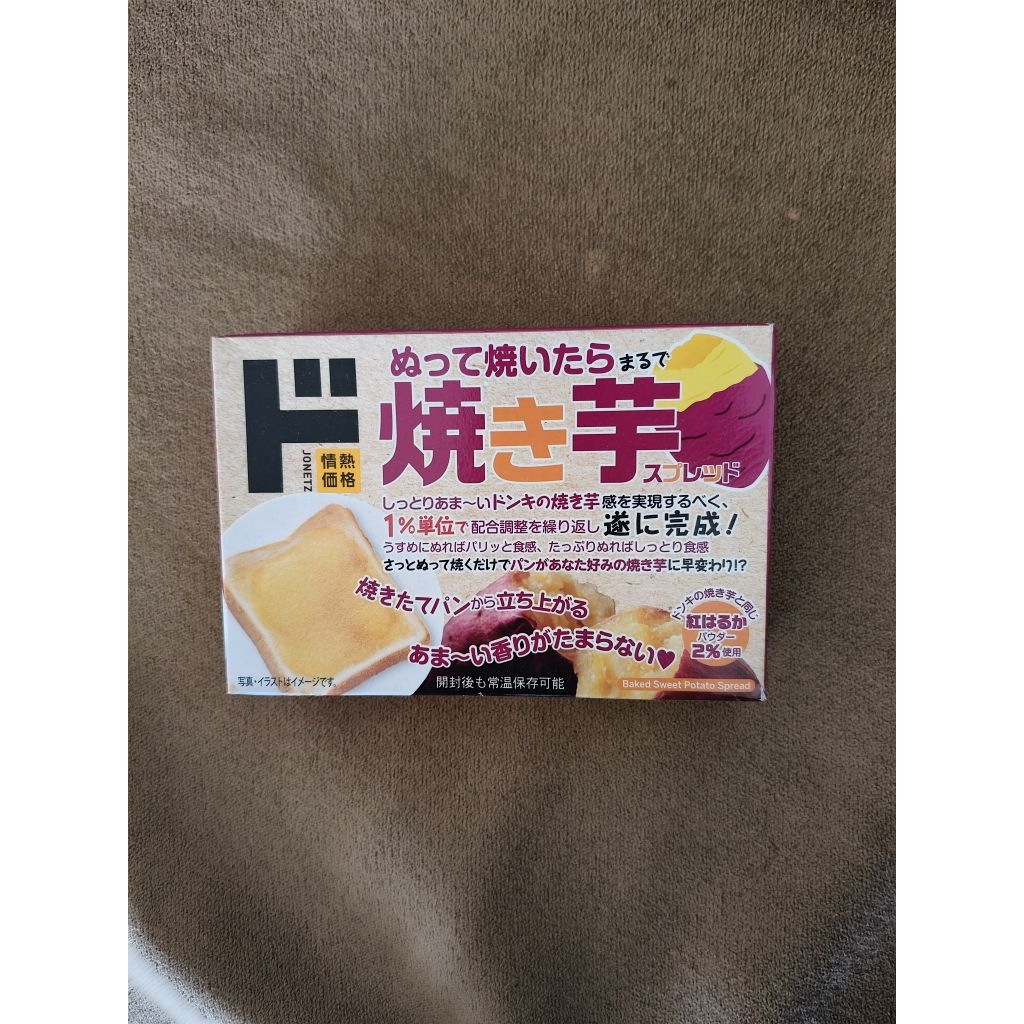 ド
JONETZ
情熱
価格
ぬって焼いたら まるで
焼き芋
スプレッド
しっとりあま〜いドンキの焼き芋感を実現するべく、
1%単位で配合調整を繰り返し 遂に完成!
うすめにぬればパリッと食感、たっぷりぬればしっとり食感
さっとぬって焼くだけでパンがあなた好みの焼き芋に早変わり!?
焼きたてパンから立ち上がる
あま〜い香りがたまらない♥
ドンキの焼き芋と同じ
紅はるか
パウダー
2%使用
写真・イラストはイメージです。
開封後も常温保存可能
Baked Sweet Potato Spread